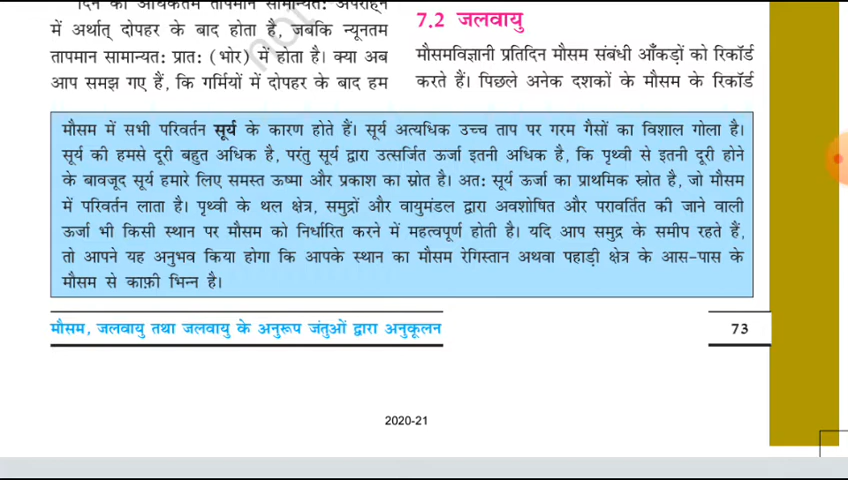 दिन का अधिकतम तापमान सामान्यत: अपराह्न
में अर्थात् दोपहर के बाद होता है, जबकि न्यूनतम
तापमान सामान्यत: प्रात: (भोर) में होता है। क्या अब
आप समझ गए हैं, कि गर्मियों में दोपहर के बाद हम
7.2 जलवायु
मौसमविज्ञानी प्रतिदिन मौसम संबंधी आँकड़ों को रिकॉर्ड
करते हैं। पिछले अनेक दशकों के मौसम के रिकॉर्ड
मौसम में सभी परिवर्तन सूर्य के कारण होते हैं। सूर्य अत्यधिक उच्च ताप पर गरम गैसों का विशाल गोला है।
सूर्य की हमसे दूरी बहुत अधिक है, परंतु सूर्य द्वारा उत्सर्जित ऊर्जा इतनी अधिक है, कि पृथ्वी से इतनी दूरी होने
के बावजूद सूर्य हमारे लिए समस्त ऊष्मा और प्रकाश का स्रोत है। अत: सूर्य ऊर्जा का प्राथमिक स्रोत है, जो मौसम
में परिवर्तन लाता है। पृथ्वी के थल क्षेत्र, समुद्रों और वायुमंडल द्वारा अवशोषित और परावर्तित की जाने वाली
ऊर्जा भी किसी स्थान पर मौसम को निर्धारित करने में महत्वपूर्ण होती है। यदि आप समुद्र के समीप रहते हैं,
तो आपने यह अनुभव किया होगा कि आपके स्थान का मौसम रेगिस्तान अथवा पहाड़ी क्षेत्र के आस-पास के
मौसम से काफ़ी भिन्न है।
मौसम, जलवायु तथा जलवायु के अनुरूप जंतुओं द्वारा अनुकूलन
73
2020-21